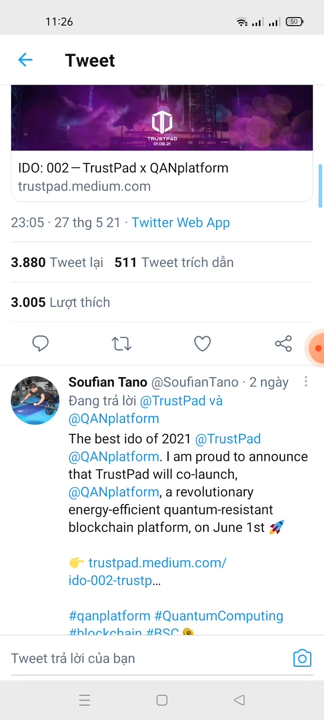 11:26
50
Tweet
TRUSTPAD
01.06.21
IDO: 002 – TrustPad x QANplatform
trustpad.medium.com
23:05 · 27 thg 5 21 · Twitter Web App
3.880 Tweet lại 511 Tweet trích dẫn
3.005 Lượt thích
Soufian Tano @SoufianTano · 2 ngày
Đang trả lời @TrustPad và
@QANplatform
The best ido of 2021 @TrustPad
@QANplatform. I am proud to announce
that TrustPad will co-launch,
@QANplatform, a revolutionary
energy-efficient quantum-resistant
blockchain platform, on June 1st 🚀
👉 trustpad.medium.com/
ido-002-trustp…
#qanplatform #QuantumComputing
#blockchain #BSC
Tweet trả lời của bạn